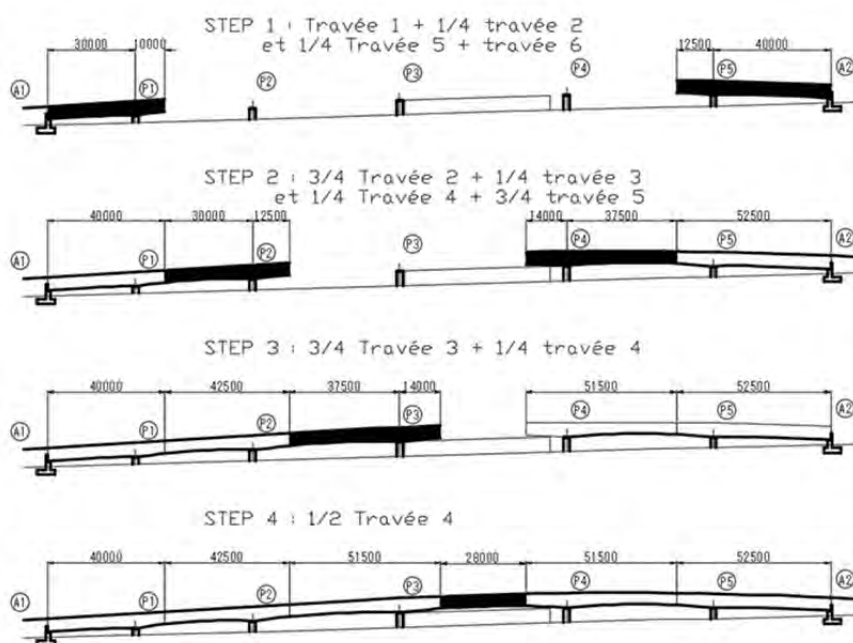 STEP 1 : Travée 1 + 1/4 travée 2
et 1/4 Travée 5 + travée 6
30000 10000 12500 40000
A1 P1 P2 P3 P4 P5 A2
STEP 2 : 3/4 Travée 2 + 1/4 travée 3
et 1/4 Travée 4 + 3/4 travée 5
40000 30000 12500 14000 37500 52500
A1 P1 P2 P3 P4 P5 A2
STEP 3 : 3/4 Travée 3 + 1/4 travée 4
40000 42500 37500 14000 51500 52500
A1 P1 P2 P3 P4 P5 A2
STEP 4 : 1/2 Travée 4
40000 42500 51500 28000 51500 52500
A1 P1 P2 P3 P4 P5 A2